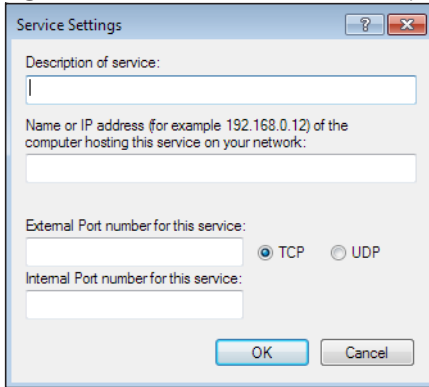 Service Settings
Description of service:
Name or IP address (for example 192.168.0.12) of the
computer hosting this service on your network:
External Port number for this service:
TCP UDP
Internal Port number for this service:
OK Cancel